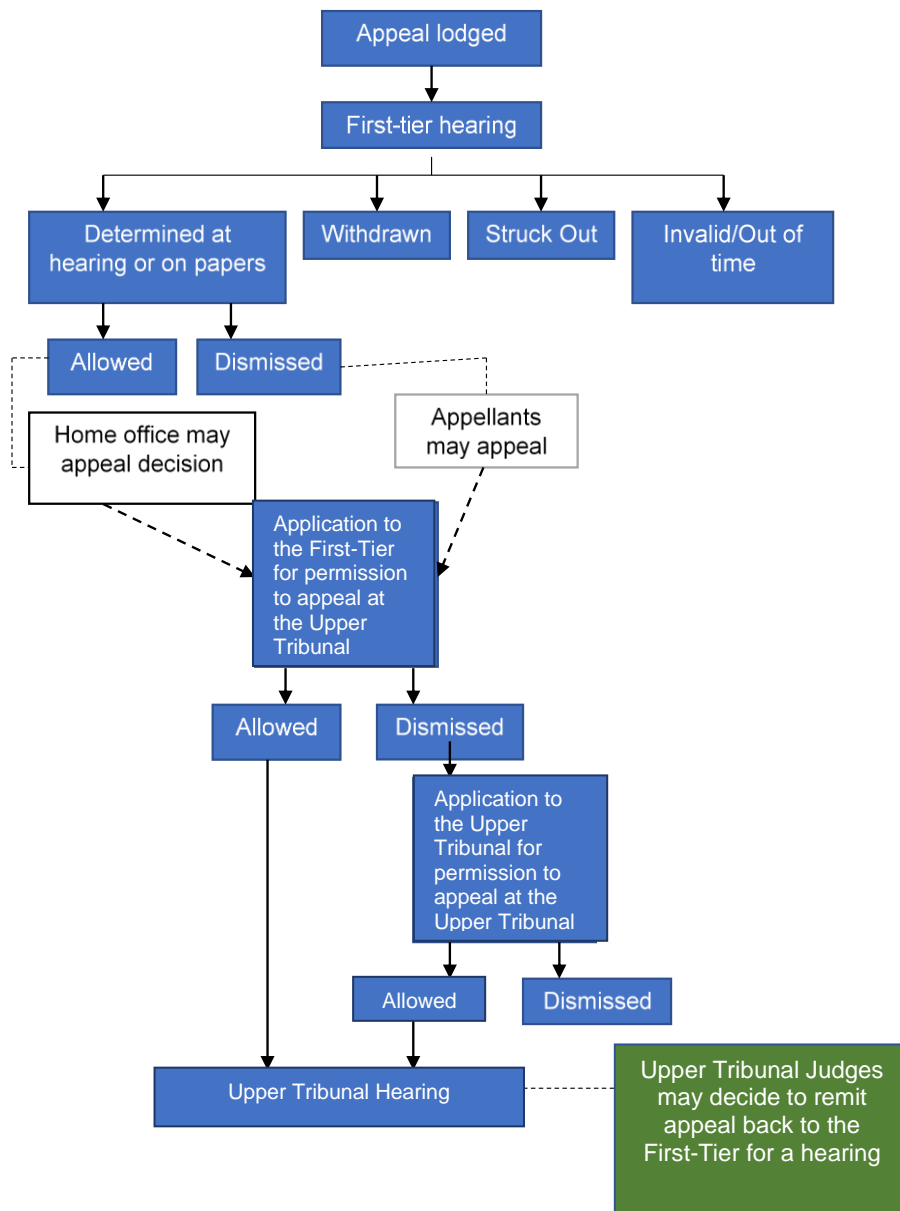 Appeal lodged
First-tier hearing
Determined at
hearing or on papers
Withdrawn
Struck Out
Invalid/Out of
time
Allowed
Dismissed
Home office may
appeal decision
Appellants
may appeal
Application to
the First-Tier
for permission
to appeal at
the Upper
Tribunal
Allowed
Dismissed
Application to
the Upper
Tribunal for
permission to
appeal at the
Upper Tribunal
Allowed
Dismissed
Upper Tribunal Hearing
Upper Tribunal Judges
may decide to remit
appeal back to the
First-Tier for a hearing